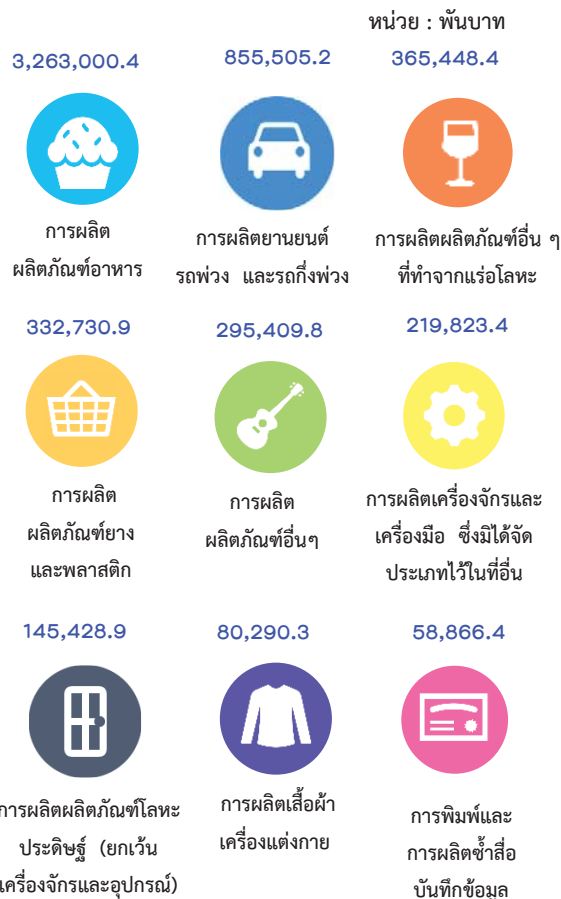 หน่วย : พันบาท
3,263,000.4
855,505.2
365,448.4
การผลิต
ผลิตภัณฑ์อาหาร
การผลิตยานยนต์
รถพ่วง และรถกึ่งพ่วง
การผลิตผลิตภัณฑ์อื่น ๆ
ที่ทำจากแร่อโลหะ
332,730.9
295,409.8
219,823.4
การผลิต
ผลิตภัณฑ์ยาง
และพลาสติก
การผลิต
ผลิตภัณฑ์อื่นๆ
การผลิตเครื่องจักรและ
เครื่องมือ ซึ่งมิได้จัด
ประเภทไว้ในที่อื่น
145,428.9
80,290.3
58,866.4
การผลิตผลิตภัณฑ์โลหะ
ประดิษฐ์ (ยกเว้น
เครื่องจักรและอุปกรณ์)
การผลิตเสื้อผ้า
เครื่องแต่งกาย
การพิมพ์และ
การผลิตซ้ำสื่อ
บันทึกข้อมูล